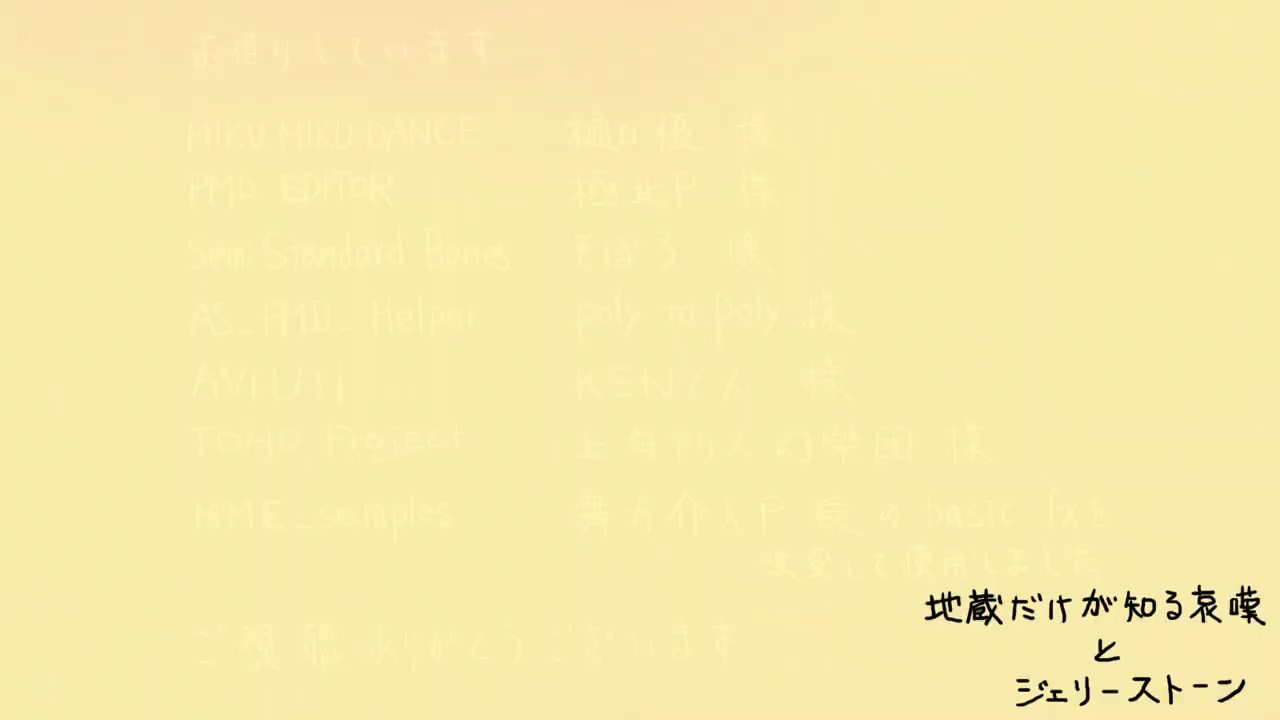 お借りしています
MIKU MIKU DANCE 樋口優 様
PMD EDITOR 極北P 様
Semi Standard Bones そぼろ 様
AS_PMD_Helper poly m poly 様
AVIUtl KENくん 様
Project 上海アリス幻樂團 様
MME_samples 舞力介入P 様の basic fxを
改変して使用しました
ご視聴ありがとうございます
地蔵だけが知る哀嘆
と
ジェリーストーン